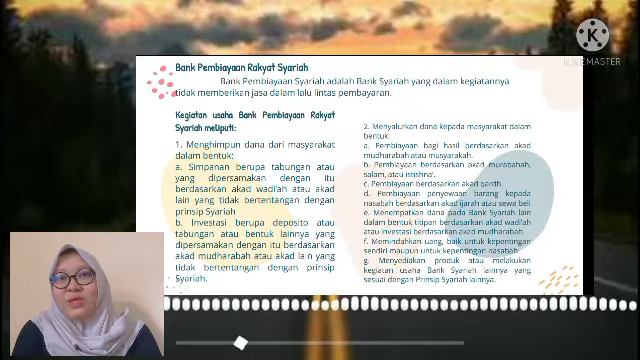 Bank Pembiayaan Rakyat Syariah
Bank Pembiayaan Syariah adalah Bank Syariah yang dalam kegiatannya
tidak memberikan jasa dalam lalu lintas pembayaran.
Kegiatan usaha Bank Pembiayaan Rakyat
Syariah meliputi:
1. Menghimpun dana dari masyarakat
dalam bentuk:
a. Simpanan berupa tabungan atau
yang dipersamakan dengan itu
berdasarkan akad wadi'ah atau akad
lain yang tidak bertentangan dengan
prinsip Syariah
b. Investasi berupa deposito atau
tabungan atau bentuk lainnya yang
dipersamakan dengan itu berdasarkan
akad mudharabah atau akad lain yang
tidak bertentangan dengan prinsip
Syariah.
2. Menyalurkan dana kepada masyarakat dalam
bentuk:
a. Pembiayaan bagi hasil berdasarkan akad
mudharabah atau musyarakah.
b. Pembiayaan berdasarkan akad murabahah,
salam, atau istishna'.
c. Pembiayaan berdasarkan akad qardh.
d. Pembiayaan penyewaan barang kepada
nasabah berdasarkan akad ijarah atau sewa beli
e. Menempatkan dana pada Bank Syariah lain
dalam bentuk titipan berdasarkan akad wadi'ah
atau investasi berdasarkan akad mudharabah.
f. Memindahkan uang, baik untuk kepentingan
sendiri maupun untuk kepentingan nasabah
g. Menyediakan produk atau melakukan
kegiatan usaha Bank Syariah lainnya yang
sesuai dengan Prinsip Syariah lainnya.
K
KINEMASTER